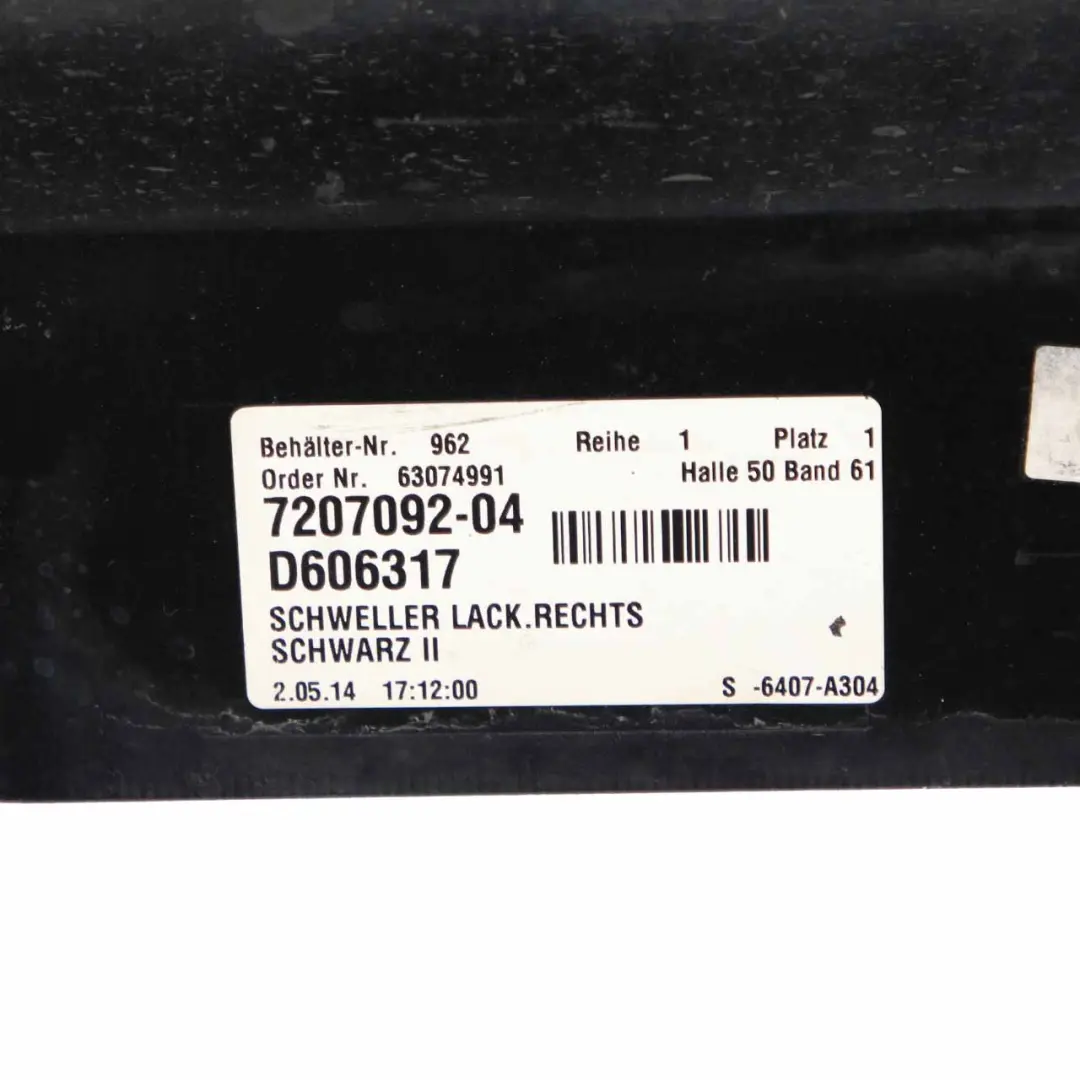 Behälter-Nr. 962 Reihe 1 Platz 1
Order Nr. 63074991 Halle 50 Band 61
7207092-04
D606317
SCHWELLER LACK.RECHTS
SCHWARZ II
2.05.14 17:12:00 S -6407-A304